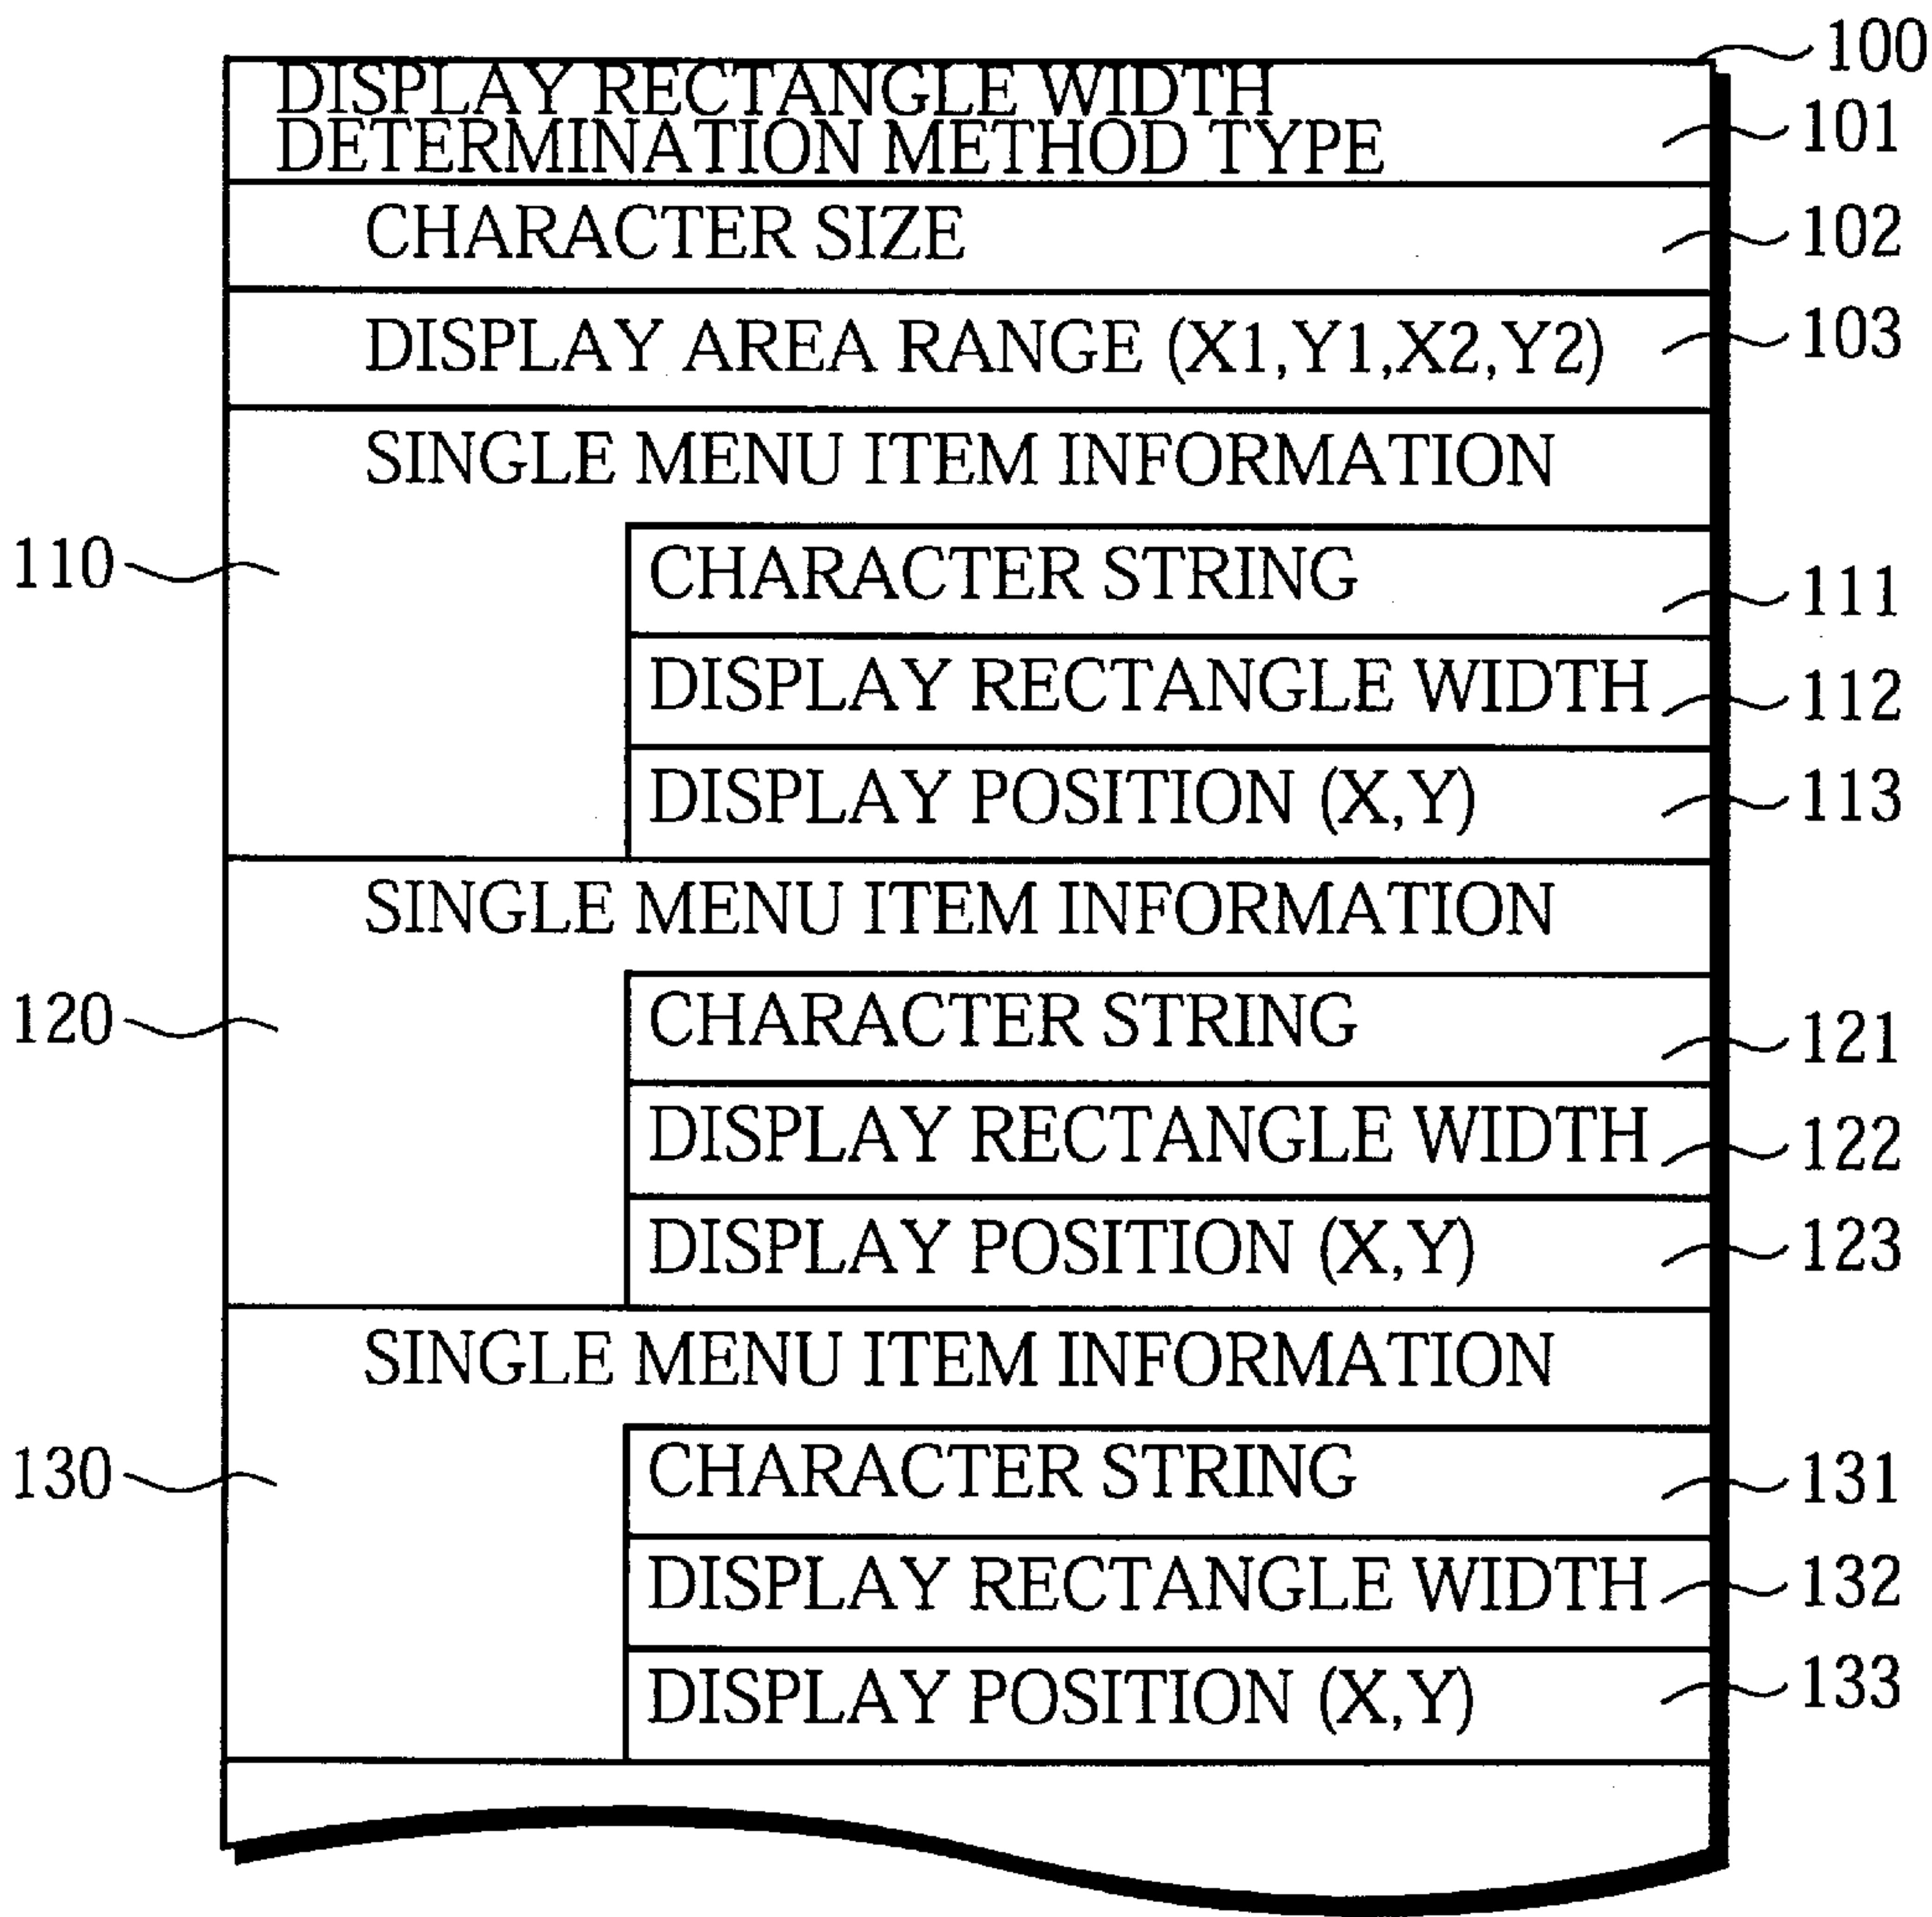 100
DISPLAY RECTANGLE WIDTH
DETERMINATION METHOD TYPE 101
CHARACTER SIZE 102
DISPLAY AREA RANGE (X1,Y1,X2,Y2) 103
SINGLE MENU ITEM INFORMATION
110 CHARACTER STRING 111
DISPLAY RECTANGLE WIDTH 112
DISPLAY POSITION (X,Y) 113
SINGLE MENU ITEM INFORMATION
120 CHARACTER STRING 121
DISPLAY RECTANGLE WIDTH 122
DISPLAY POSITION (X,Y) 123
SINGLE MENU ITEM INFORMATION
130 CHARACTER STRING 131
DISPLAY RECTANGLE WIDTH 132
DISPLAY POSITION (X,Y) 133